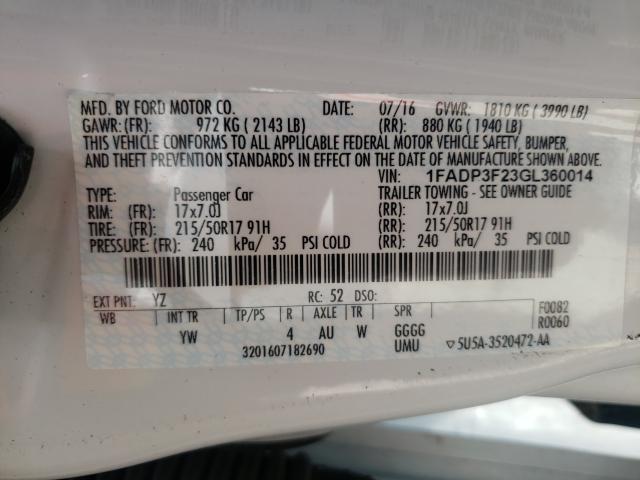 MFD. BY FORD MOTOR CO. DATE: 07/16 GVWR: 1810 KG ( 3990 LB)
GAWR: (FR): 972 KG ( 2143 LB) (RR): 880 KG ( 1940 LB)
THIS VEHICLE CONFORMS TO ALL APPLICABLE FEDERAL MOTOR VEHICLE SAFETY, BUMPER,
AND THEFT PREVENTION STANDARDS IN EFFECT ON THE DATE OF MANUFACTURE SHOWN ABOVE.
VIN: 1FADP3F23GL360014
TYPE: Passenger Car TRAILER TOWING - SEE OWNER GUIDE
RIM: (FR): 17x7.0J (RR): 17x7.0J
TIRE: (FR): 215/50R17 91H (RR): 215/50R17 91H
PRESSURE: (FR): 240 kPa/ 35 PSI COLD (RR): 240 kPa/ 35 PSI COLD
EXT PNT: YZ RC: 52 DSO:
WB INT TR TP/PS R AXLE TR SPR F0082
YW 4 AU W GGGG R0060
3201607182690 UMU ▽ 5U5A-3520472-AA